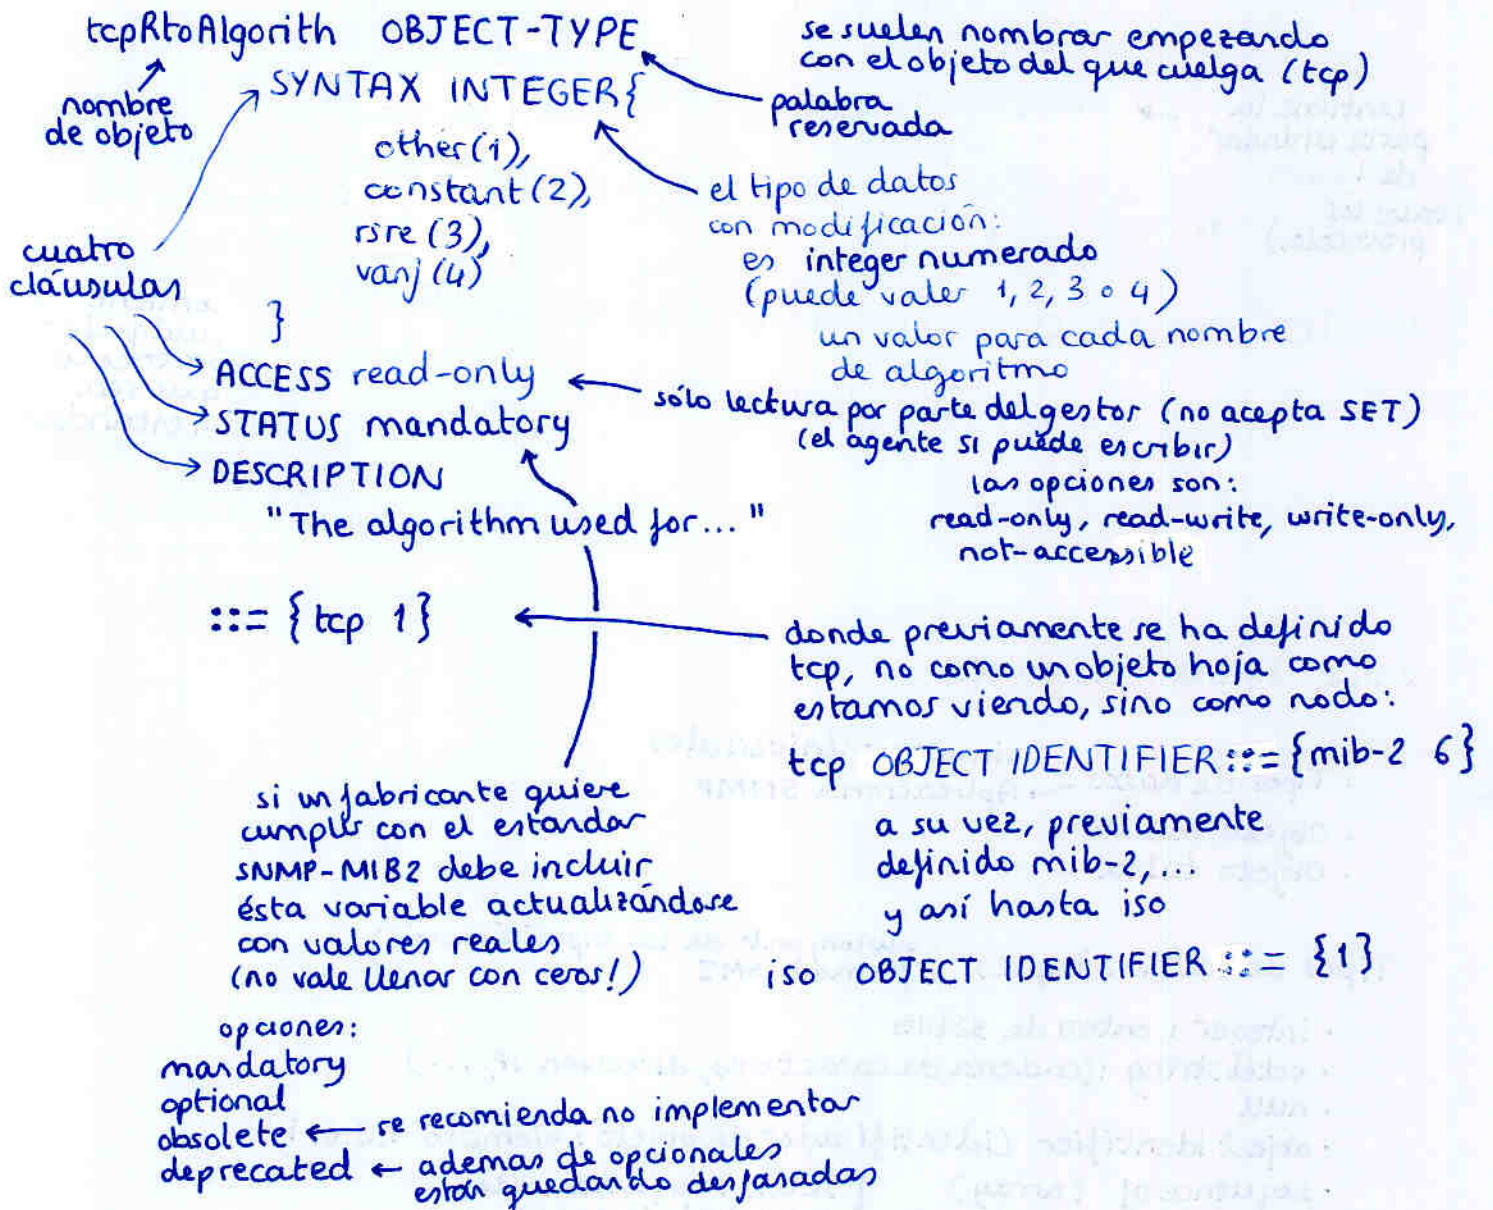 tcpRtoAlgorith OBJECT-TYPE
se suelen nombrar empezando
con el objeto del que cuelga (tcp)
nombre
de objeto
SYNTAX INTEGER{
palabra
reservada
other(1),
constant(2),
rsre(3),
vanj(4)
}
el tipo de datos
con modificación:
es integer numerado
(puede valer 1, 2, 3 o 4)
un valor para cada nombre
de algoritmo
cuatro
cláusulas
ACCESS read-only
STATUS mandatory
DESCRIPTION
"The algorithm used for..."
sólo lectura por parte del gestor (no acepta SET)
(el agente si puede escribir)
las opciones son:
read-only, read-write, write-only,
not-accessible
::= {tcp 1}
donde previamente se ha definido
tcp, no como un objeto hoja como
estamos viendo, sino como nodo:
tcp OBJECT IDENTIFIER ::= {mib-2 6}
a su vez, previamente
definido mib-2,...
y así hasta iso
iso OBJECT IDENTIFIER ::= {1}
si un fabricante quiere
cumplir con el estandar
SNMP-MIB2 debe incluir
ésta variable actualizándose
con valores reales
(no vale llenar con ceros!)
opciones:
mandatory
optional
obsolete ← se recomienda no implementar
deprecated ← ademas de opcionales
están quedando desfasadas